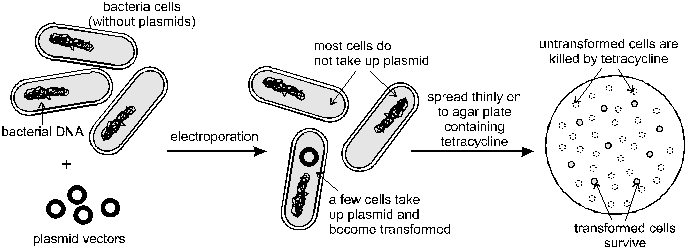 bacteria cells
(without plasmids)
bacterial DNA
+
plasmid vectors
electroporation
most cells do
not take up plasmid
a few cells take
up plasmid and
become transformed
spread thinly on
to agar plate
containing
tetracycline
untransformed cells are
killed by tetracycline
transformed cells
survive